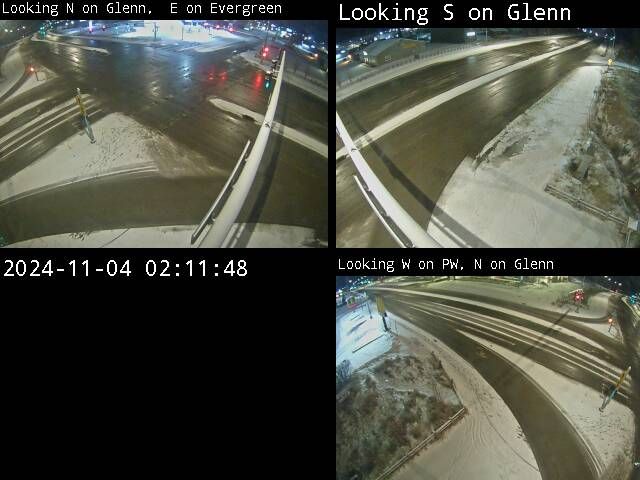 Looking N on Glenn,  E on Evergreen
Looking S on Glenn
2024-11-04 02:11:48
Looking W on PW, N on Glenn